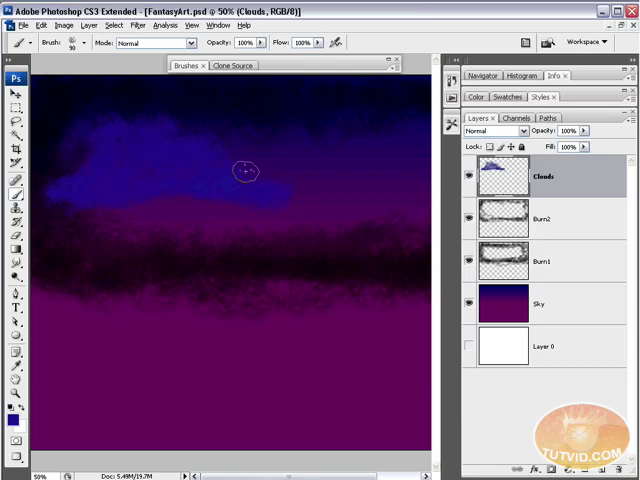 Adobe Photoshop CS3 Extended - [FantasyArt.psd @ 50% (Clouds, RGB/8)]
File Edit Image Layer Select Filter Analysis View Window Help
Brush: 90 Mode: Normal Opacity: 100% Flow: 100% Workspace
Brushes x Clone Source
Ps
Navigator Histogram Info x
Color Swatches Styles x
Layers x Channels Paths
Normal Opacity: 100%
Lock: Fill: 100%
Clouds
Burn2
Burn1
Sky
Layer 0
T
TUTVID.COM
50% Doc: 5.49M/19.7M
fx